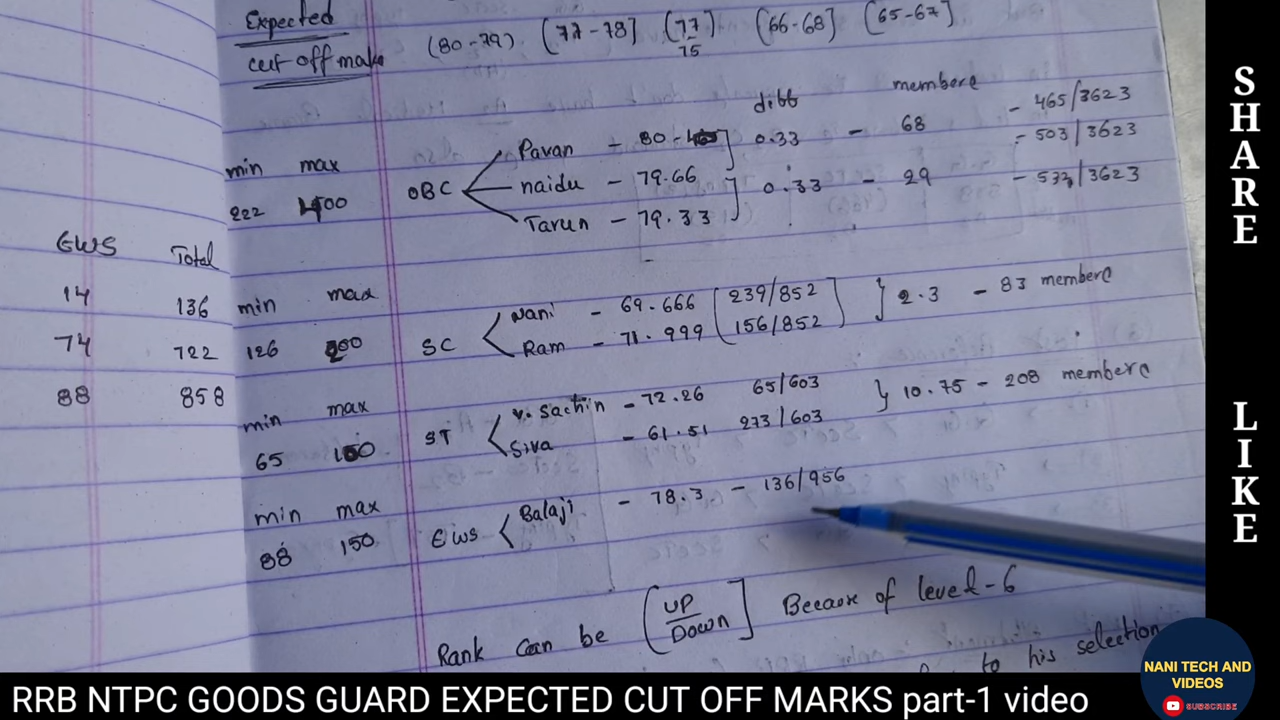 Expected
cut off marks
(80-79) (77-78] (77/75) (66-68] (65-67]
diff members
min max
222 400
OBC
Pavan - 80. 0.33 - 68 - 465/3623
naidu - 79.66 - 503/3623
Tarun - 79.33 0.33 - 29 - 532/3623
EWS Total
14 136
74 722
88 858
min max
126 200
SC
Nani - 69.666 [239/852]
Ram - 71.999 [156/852]
} 2.3 - 83 members
min max
65 150
ST
V. Sachin - 72.26 65/603
Siva - 61.51 273/603
} 10.75 - 208 members
min max
88 150
Ews
Balaji - 78.3 - 136/956
Rank can be [UP/Down] Because of level-6
to his selection
SHARE
LIKE
NANI TECH AND
VIDEOS
SUBSCRIBE
RRB NTPC GOODS GUARD EXPECTED CUT OFF MARKS part-1 video